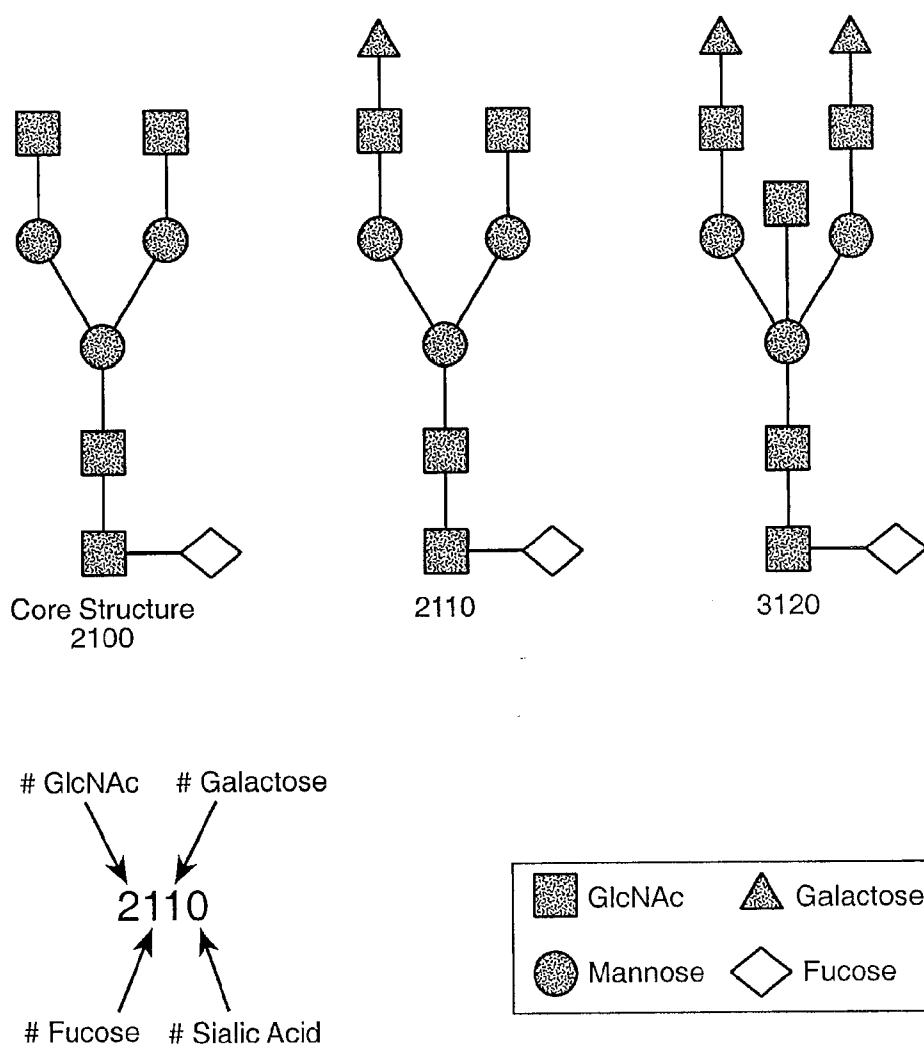 Core Structure
2100
2110
3120
# GlcNAc
# Galactose
2110
# Fucose
# Sialic Acid
GlcNAc
Galactose
Mannose
Fucose